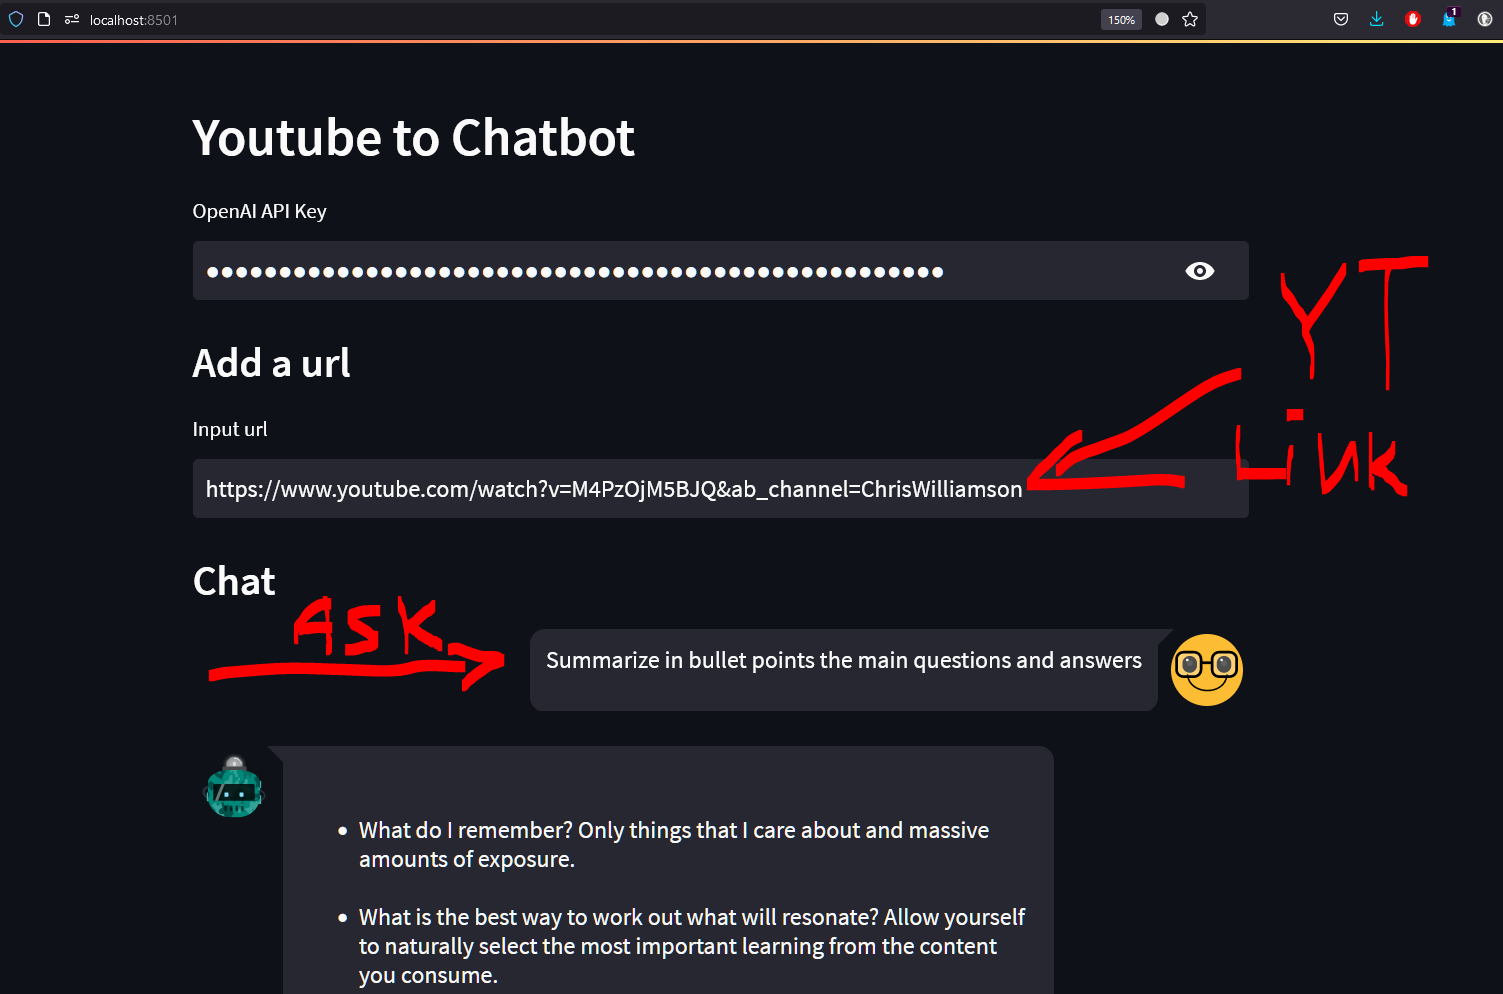 localhost:8501
150%
1
Youtube to Chatbot
OpenAI API Key
Add a url
Input url
https://www.youtube.com/watch?v=M4PzOjM5BJQ&ab_channel=ChrisWilliamson
YT
Link
Chat
ASK
Summarize in bullet points the main questions and answers
• What do I remember? Only things that I care about and massive
amounts of exposure.
• What is the best way to work out what will resonate? Allow yourself
to naturally select the most important learning from the content
you consume.